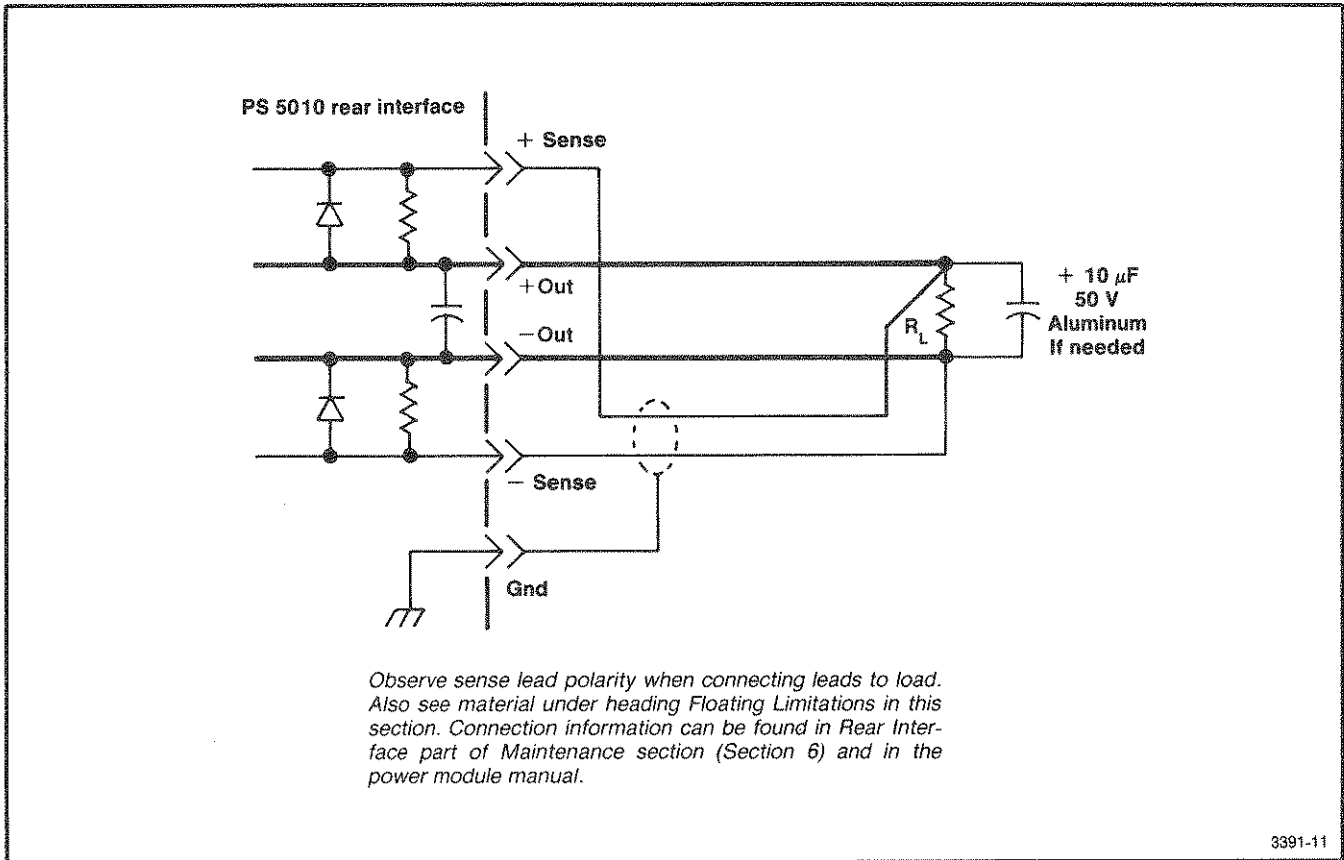 PS 5010 rear interface
+ Sense
+Out
−Out
R_L
+ 10 μF
50 V
Aluminum
If needed
− Sense
Gnd
Observe sense lead polarity when connecting leads to load.
Also see material under heading Floating Limitations in this
section. Connection information can be found in Rear Inter-
face part of Maintenance section (Section 6) and in the
power module manual.
3391-11